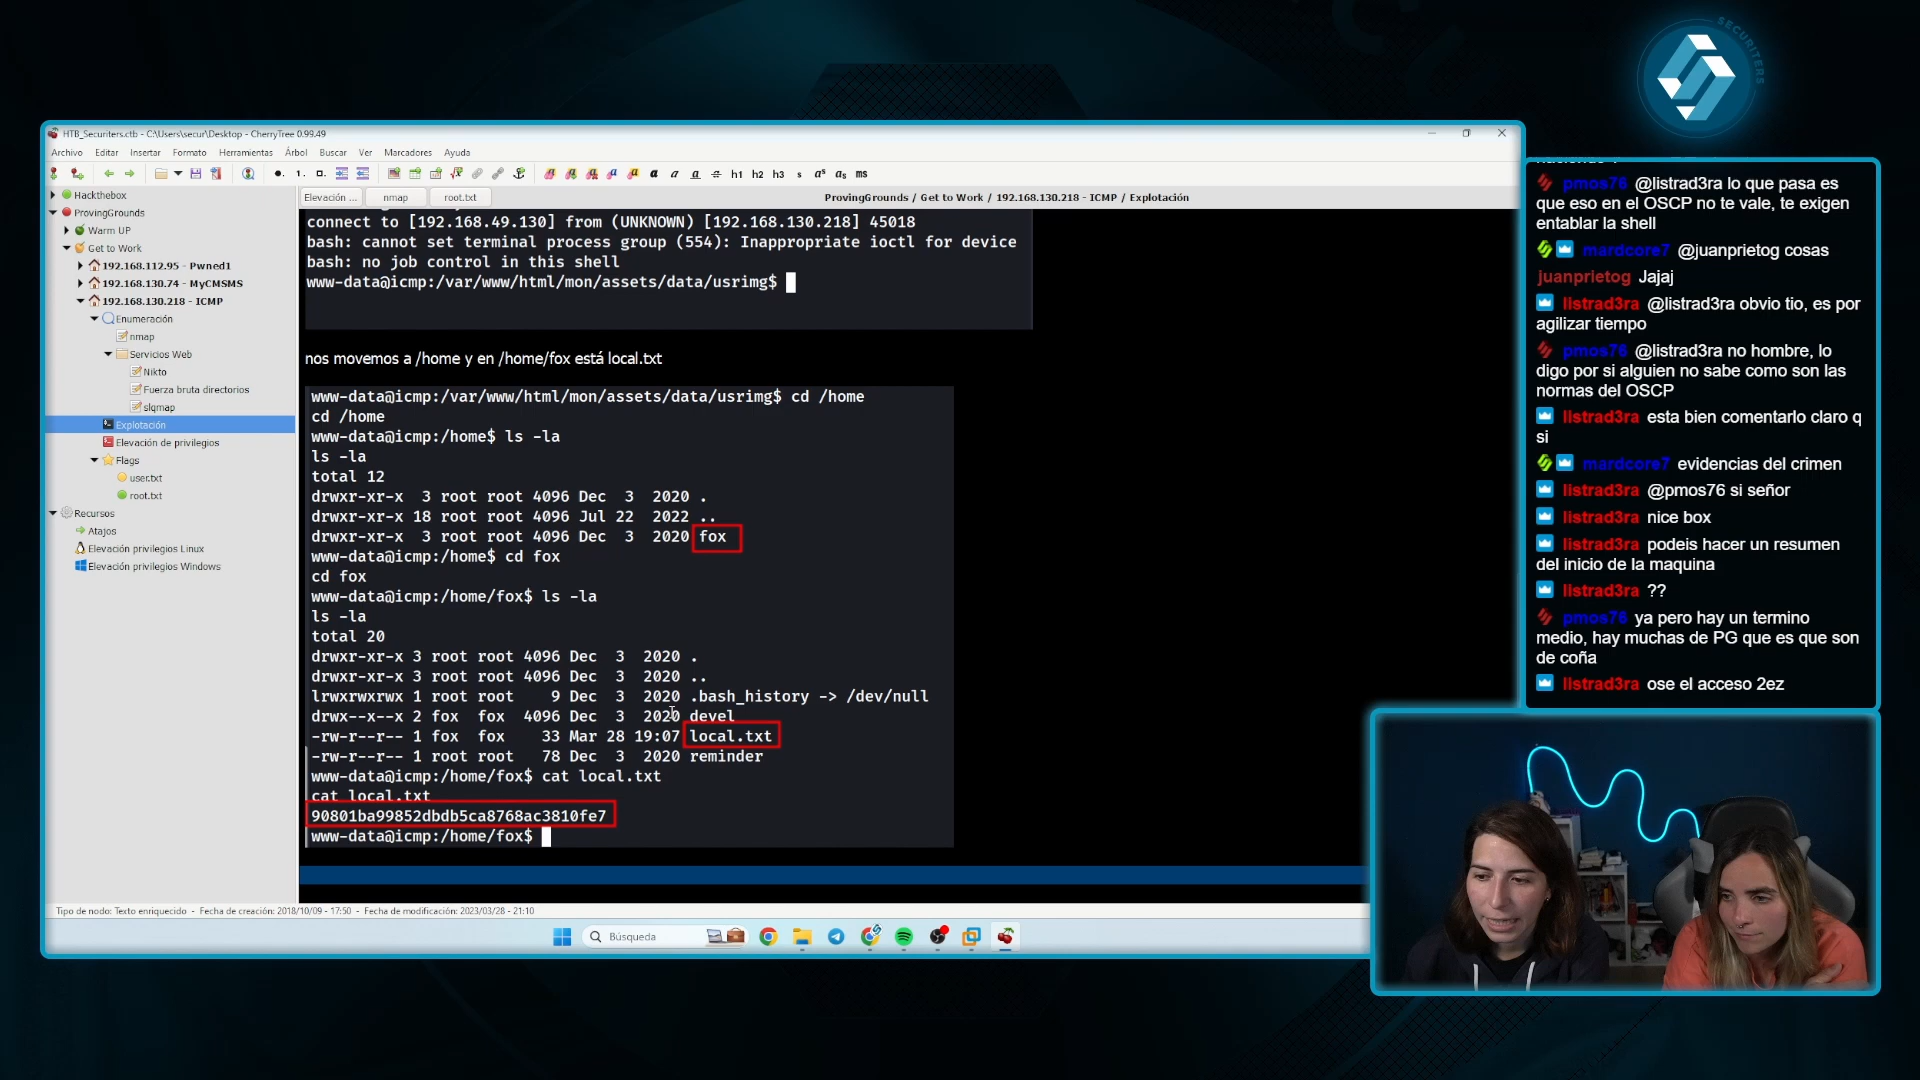 SECURITERS
HTB_Securiters.ctb - C:\Users\secur\Desktop - CherryTree 0.99.49
Archivo Editar Insertar Formato Herramientas Árbol Buscar Ver Marcadores Ayuda
h1 h2 h3 s aˢ aₛ ms
Hackthebox
ProvingGrounds
Warm UP
Get to Work
192.168.112.95 - Pwned1
192.168.130.74 - MyCMSMS
192.168.130.218 - ICMP
Enumeración
nmap
Servicios Web
Nikto
Fuerza bruta directorios
slqmap
Explotación
Elevación de privilegios
Flags
user.txt
root.txt
Recursos
Atajos
Elevación privilegios Linux
Elevación privilegios Windows
Elevación ... nmap root.txt
ProvingGrounds / Get to Work / 192.168.130.218 - ICMP / Explotación
connect to [192.168.49.130] from (UNKNOWN) [192.168.130.218] 45018
bash: cannot set terminal process group (554): Inappropriate ioctl for device
bash: no job control in this shell
www-data@icmp:/var/www/html/mon/assets/data/usrimg$
nos movemos a /home y en /home/fox está local.txt
www-data@icmp:/var/www/html/mon/assets/data/usrimg$ cd /home
cd /home
www-data@icmp:/home$ ls -la
ls -la
total 12
drwxr-xr-x  3 root root 4096 Dec  3  2020 .
drwxr-xr-x 18 root root 4096 Jul 22  2022 ..
drwxr-xr-x  3 root root 4096 Dec  3  2020 fox
www-data@icmp:/home$ cd fox
cd fox
www-data@icmp:/home/fox$ ls -la
ls -la
total 20
drwxr-xr-x 3 root root 4096 Dec  3  2020 .
drwxr-xr-x 3 root root 4096 Dec  3  2020 ..
lrwxrwxrwx 1 root root    9 Dec  3  2020 .bash_history -> /dev/null
drwx--x--x 2 fox  fox  4096 Dec  3  2020 devel
-rw-r--r-- 1 fox  fox    33 Mar 28 19:07 local.txt
-rw-r--r-- 1 root root   78 Dec  3  2020 reminder
www-data@icmp:/home/fox$ cat local.txt
cat local.txt
90801ba99852dbdb5ca8768ac3810fe7
www-data@icmp:/home/fox$
Tipo de nodo: Texto enriquecido - Fecha de creación: 2018/10/09 - 17:50 - Fecha de modificación: 2023/03/28 - 21:10
Búsqueda
pmos76 @listrad3ra lo que pasa es
que eso en el OSCP no te vale, te exigen
entablar la shell
mardcore7 @juanprietog cosas
juanprietog Jajaj
listrad3ra @listrad3ra obvio tio, es por
agilizar tiempo
pmos76 @listrad3ra no hombre, lo
digo por si alguien no sabe como son las
normas del OSCP
listrad3ra esta bien comentarlo claro q
si
mardcore7 evidencias del crimen
listrad3ra @pmos76 si señor
listrad3ra nice box
listrad3ra podeis hacer un resumen
del inicio de la maquina
listrad3ra ??
pmos76 ya pero hay un termino
medio, hay muchas de PG que es que son
de coña
listrad3ra ose el acceso 2ez